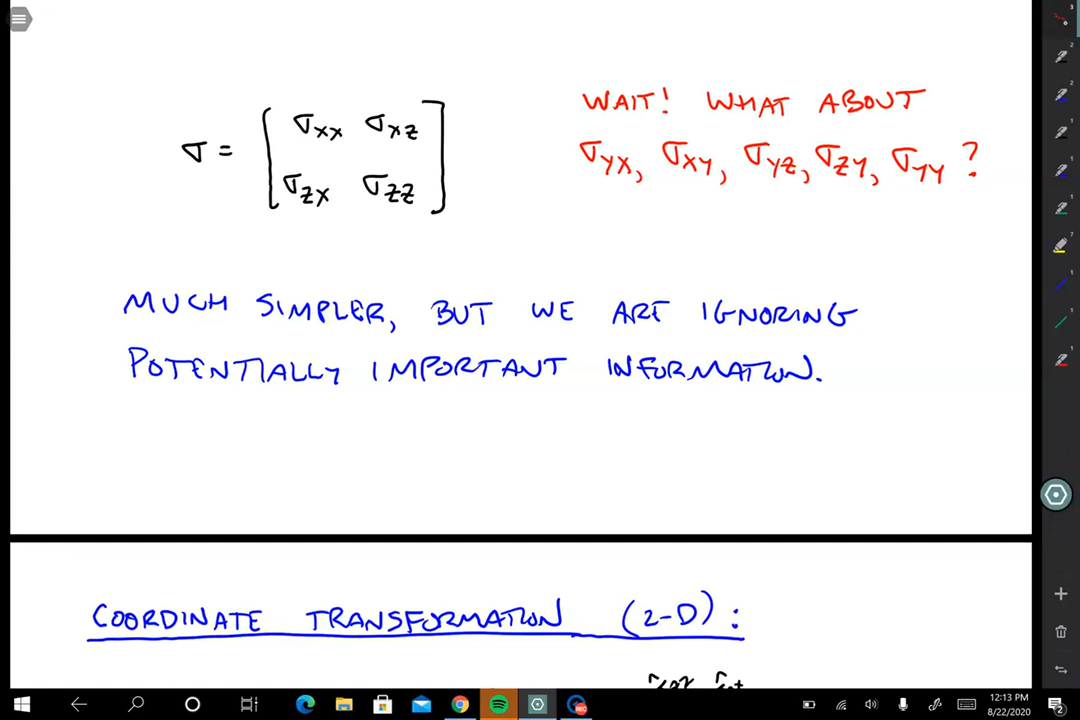 σ = [ σxx σxz
σzx σzz ]
WAIT! WHAT ABOUT
σyx, σxy, σyz, σzy, σyy ?
MUCH SIMPLER, BUT WE ARE IGNORING
POTENTIALLY IMPORTANT INFORMATION.
COORDINATE TRANSFORMATION (2-D):
12:13 PM
8/22/2020